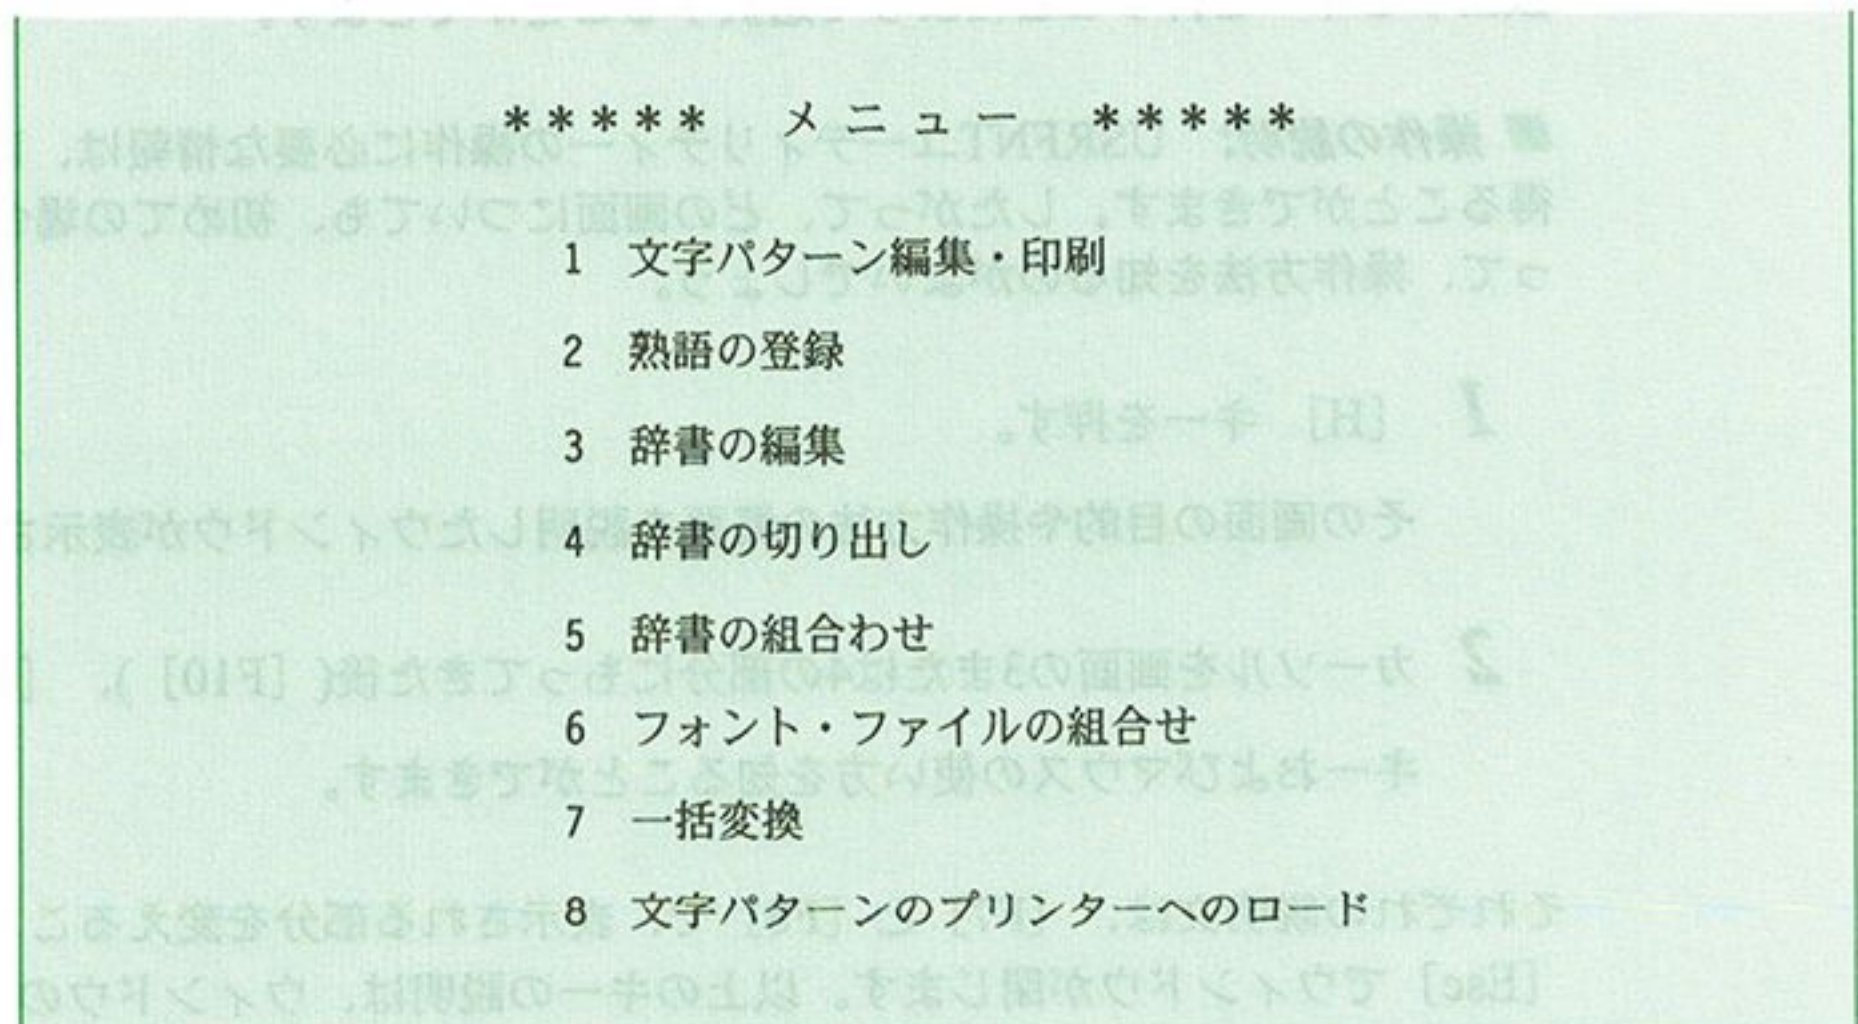 ***** メニュー *****
1 文字パターン編集・印刷
2 熟語の登録
3 辞書の編集
4 辞書の切り出し
5 辞書の組合わせ
6 フォント・ファイルの組合せ
7 一括変換
8 文字パターンのプリンターへのロード